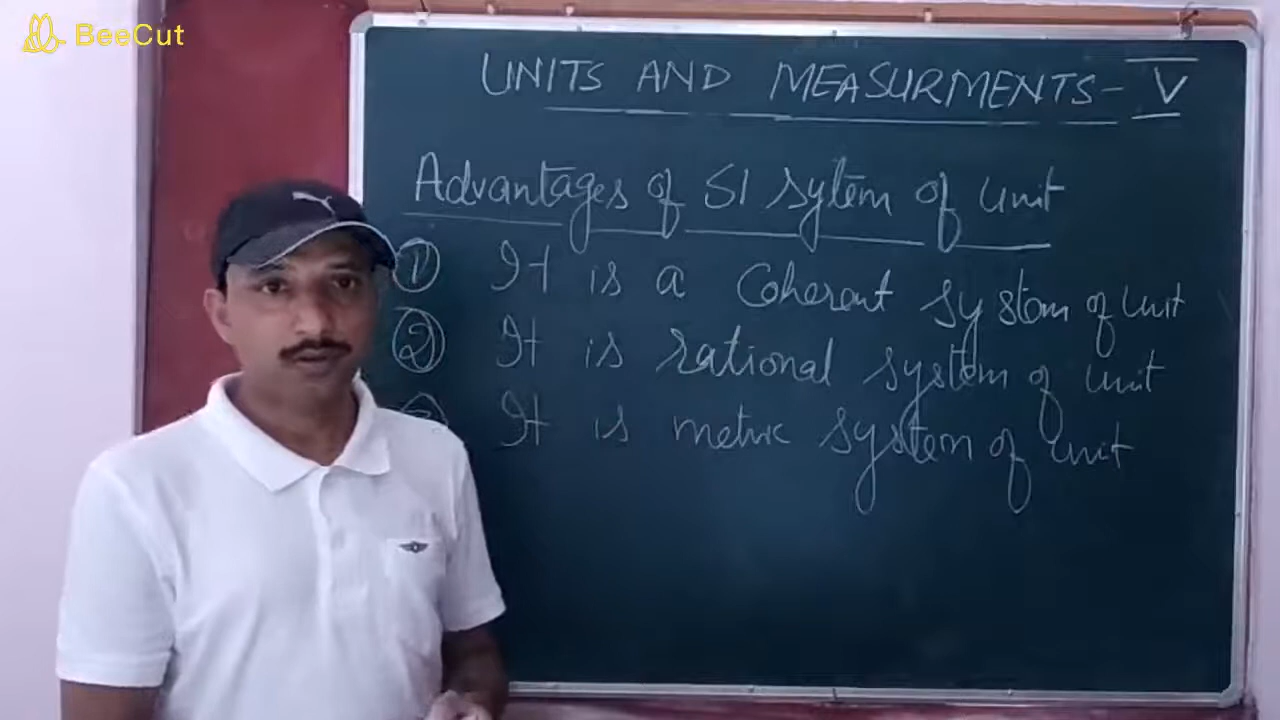 BeeCut
UNITS AND MEASURMENTS - V
Advantages of SI sytem of unit
① It is a Coherent system of unit
② It is rational system of unit
③ It is metric system of unit